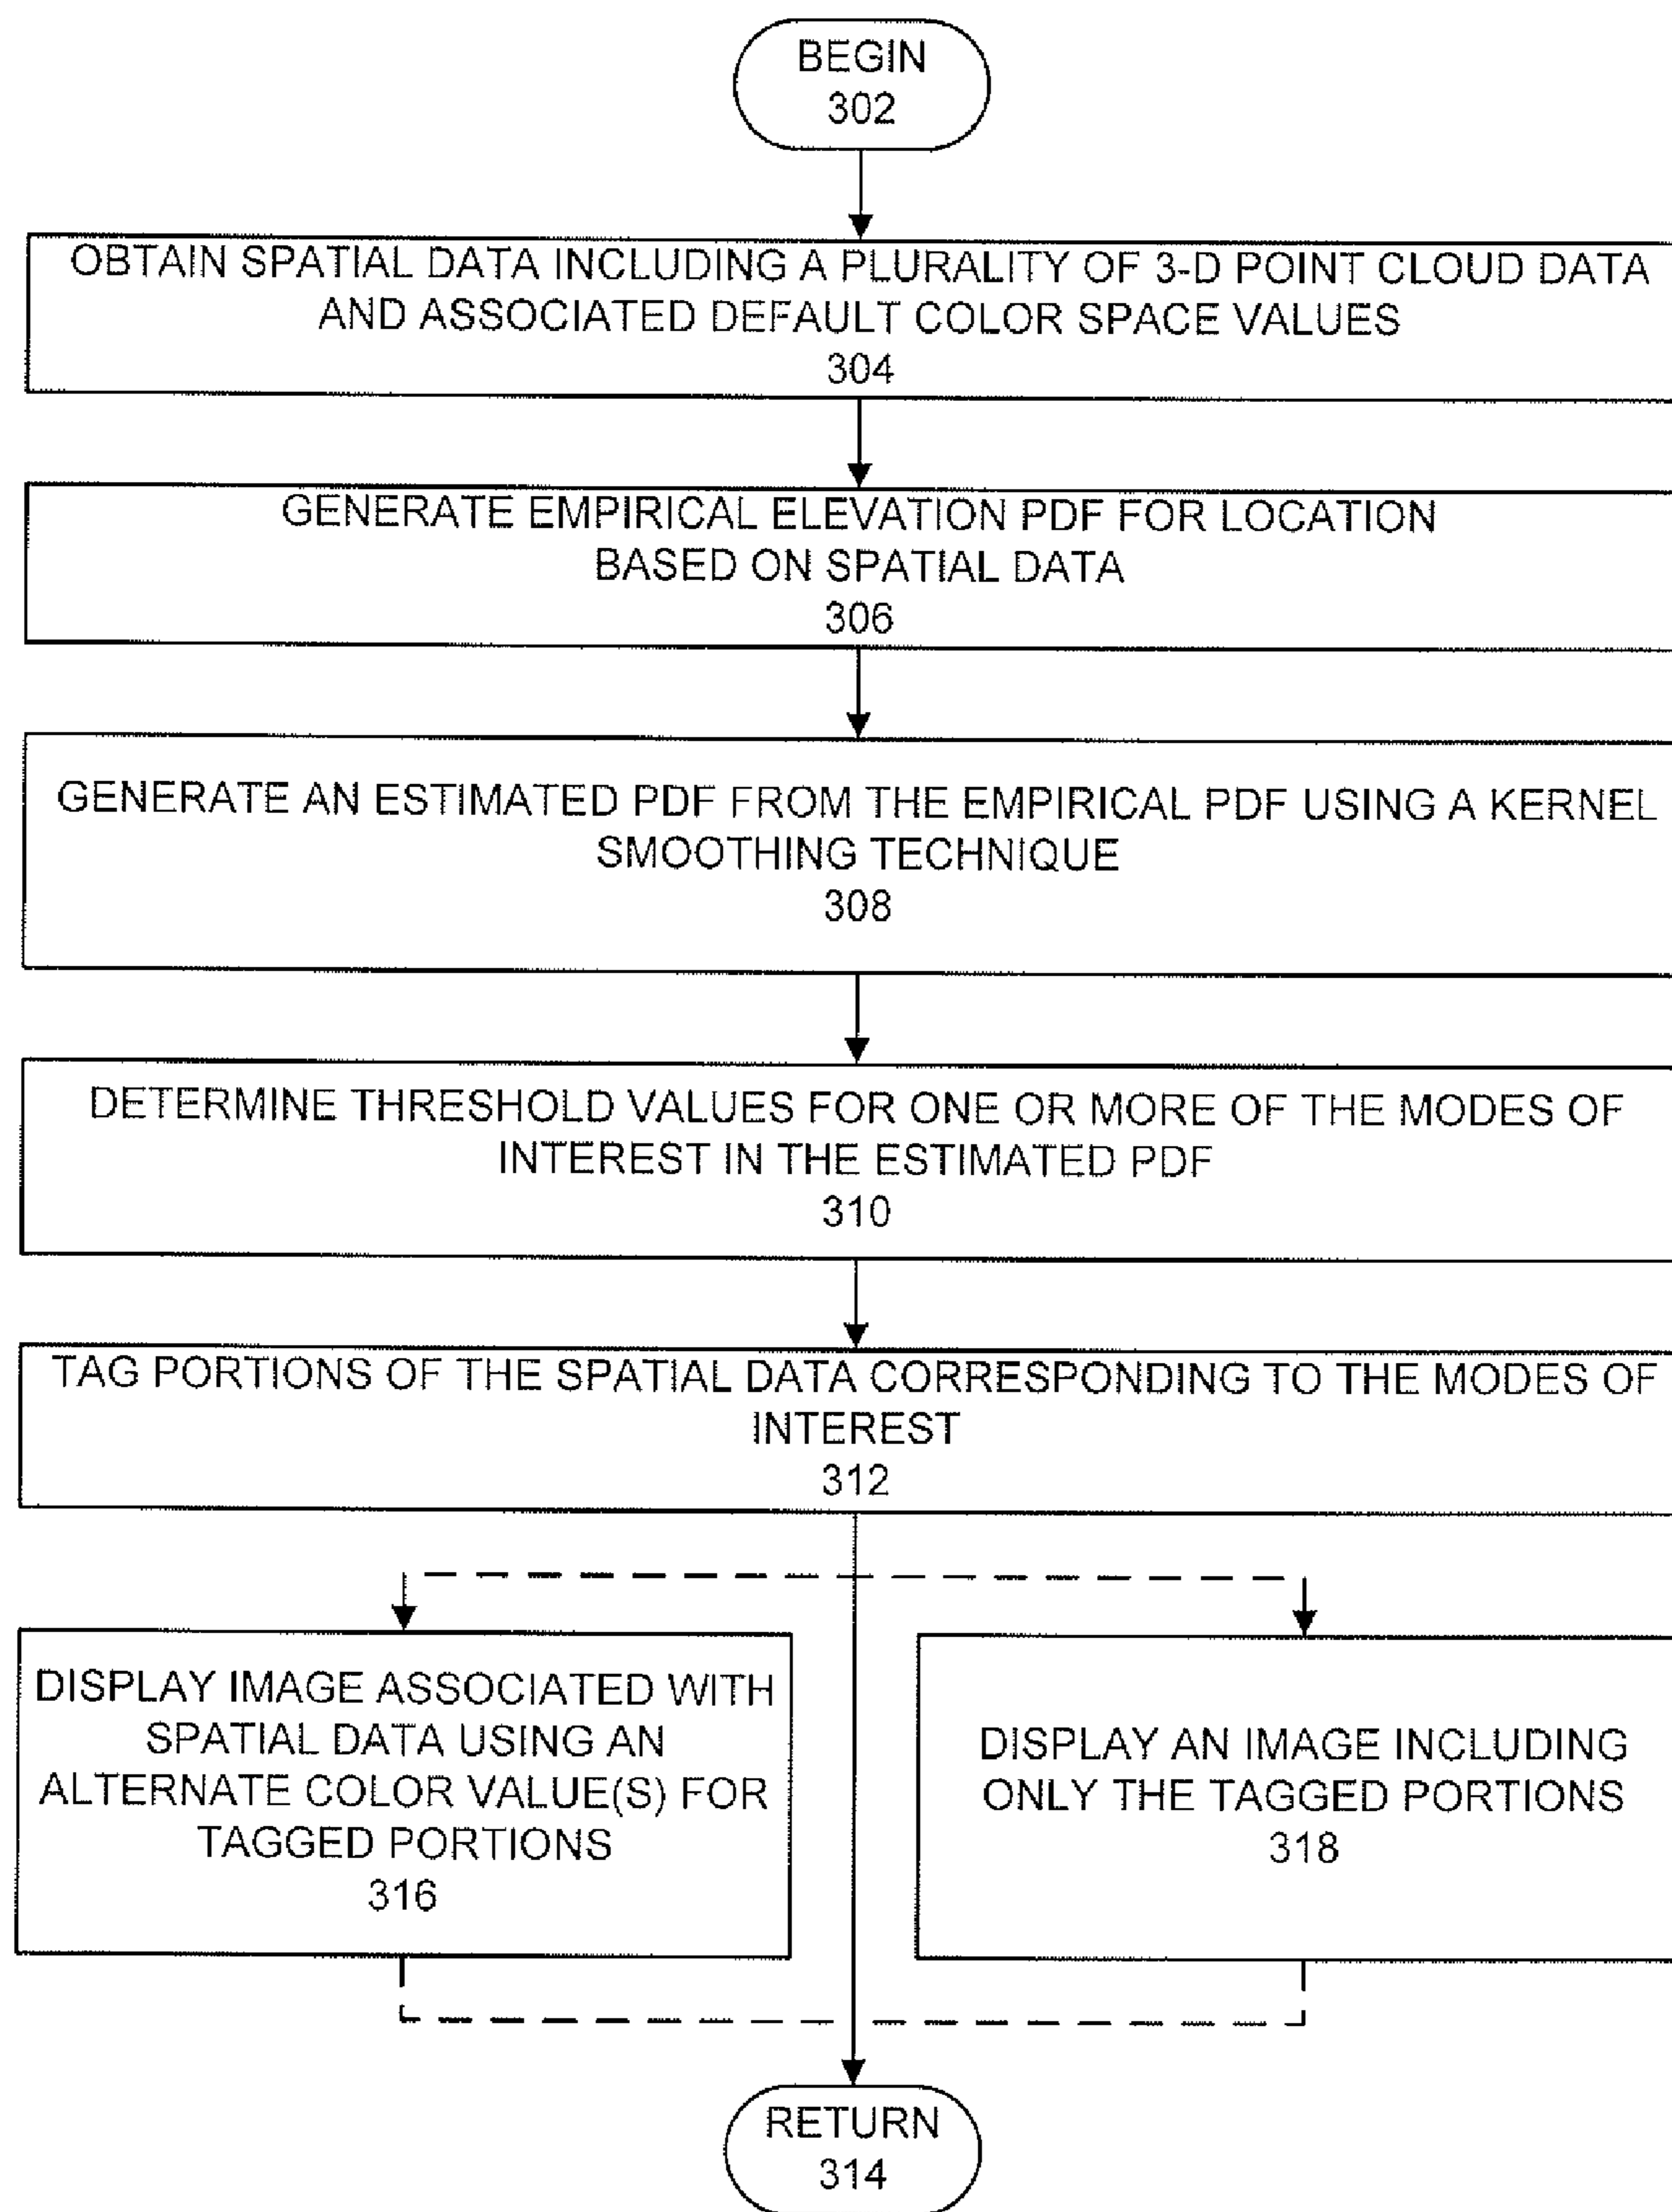 BEGIN
302
OBTAIN SPATIAL DATA INCLUDING A PLURALITY OF 3-D POINT CLOUD DATA
AND ASSOCIATED DEFAULT COLOR SPACE VALUES
304
GENERATE EMPIRICAL ELEVATION PDF FOR LOCATION
BASED ON SPATIAL DATA
306
GENERATE AN ESTIMATED PDF FROM THE EMPIRICAL PDF USING A KERNEL
SMOOTHING TECHNIQUE
308
DETERMINE THRESHOLD VALUES FOR ONE OR MORE OF THE MODES OF
INTEREST IN THE ESTIMATED PDF
310
TAG PORTIONS OF THE SPATIAL DATA CORRESPONDING TO THE MODES OF
INTEREST
312
DISPLAY IMAGE ASSOCIATED WITH
SPATIAL DATA USING AN
ALTERNATE COLOR VALUE(S) FOR
TAGGED PORTIONS
316
DISPLAY AN IMAGE INCLUDING
ONLY THE TAGGED PORTIONS
318
RETURN
314